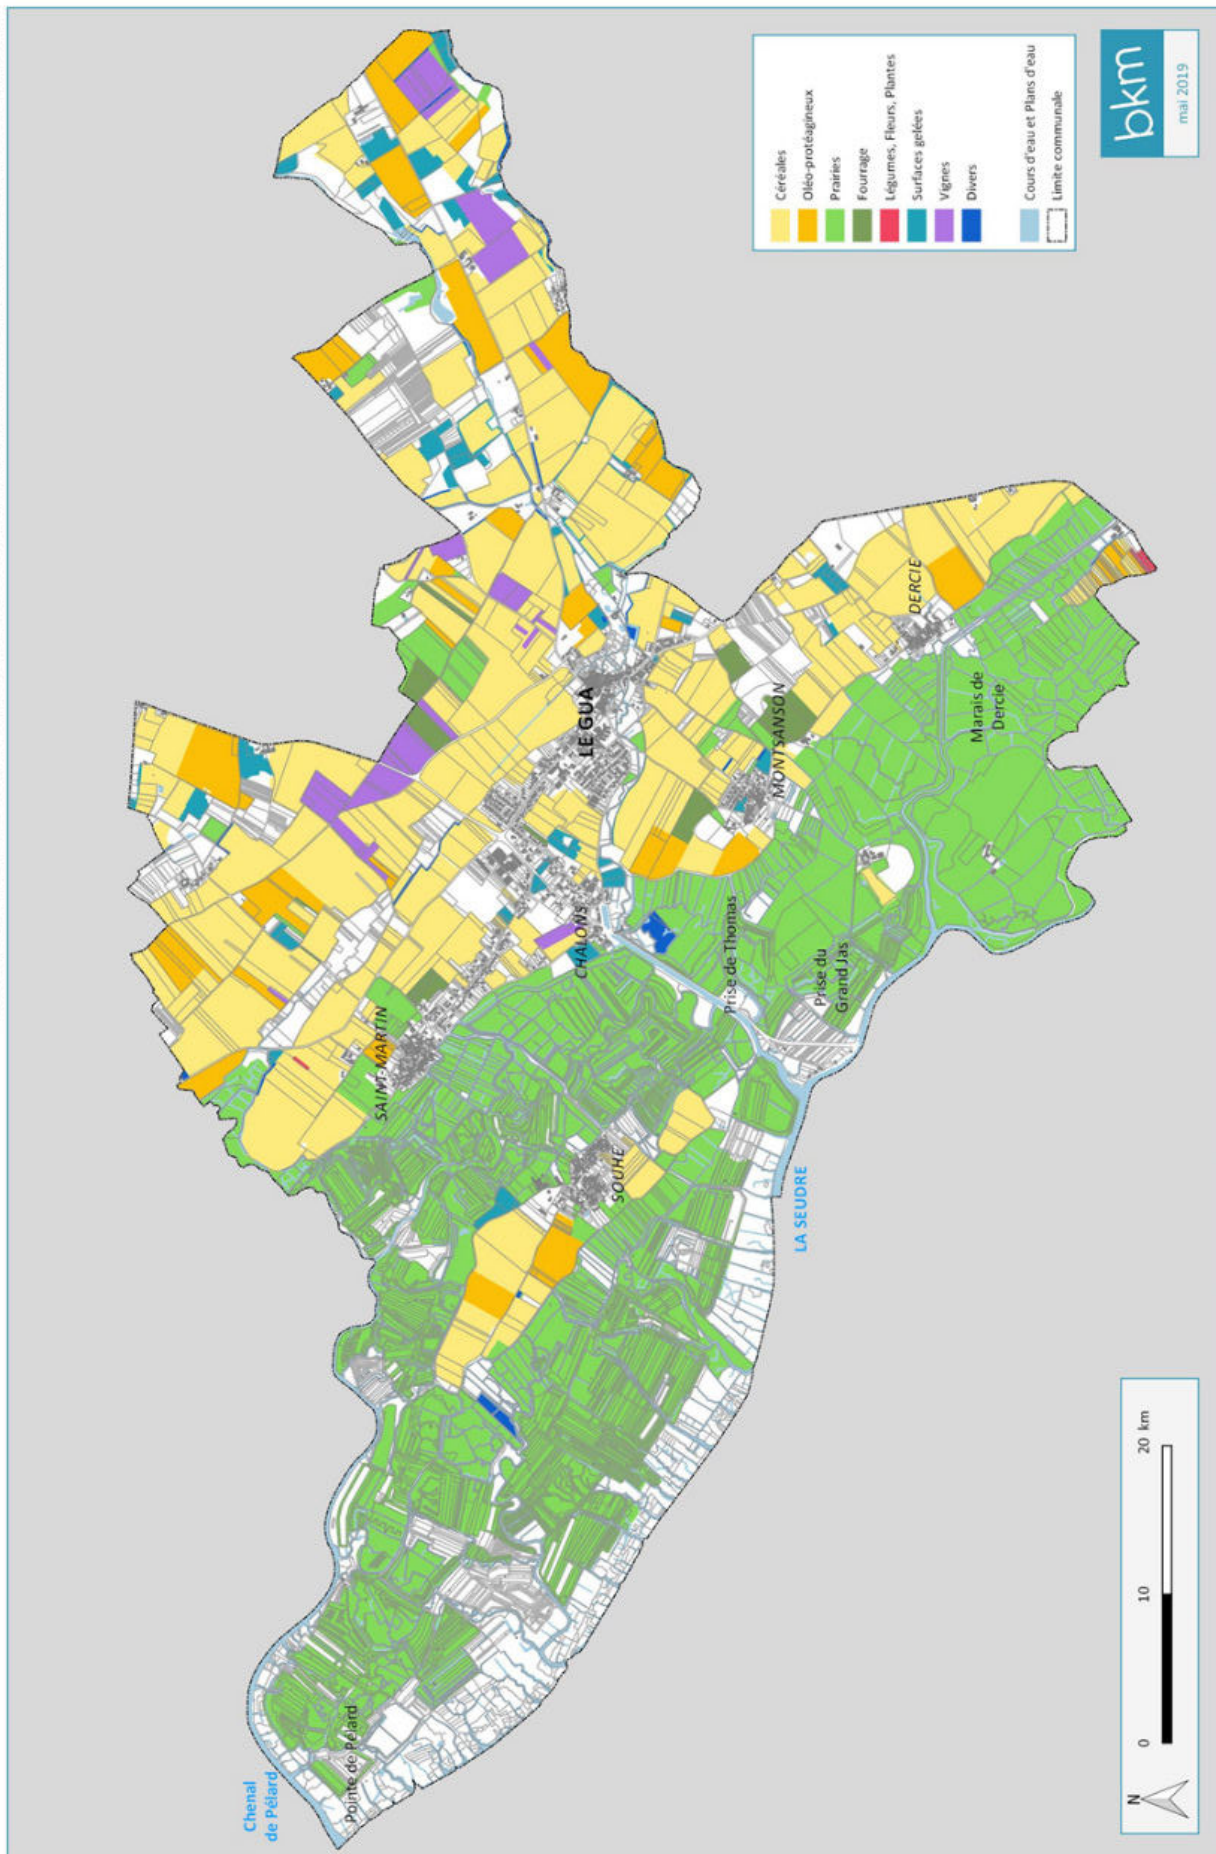 Chenal
de Pélard
Pointe de Pélard
SAINT-MARTIN
SOUHE
CHALONS
LE GUA
MONTSANSON
DERCIE
Prise de Thomas
Prise du
Grand Jas
Marais de
Dercie
LA SEUDRE
Céréales
Oléo-protéagineux
Prairies
Fourrage
Légumes, Fleurs, Plantes
Surfaces gelées
Vignes
Divers
Cours d'eau et Plans d'eau
Limite communale
bkm
mai 2019
N
0 10 20 km